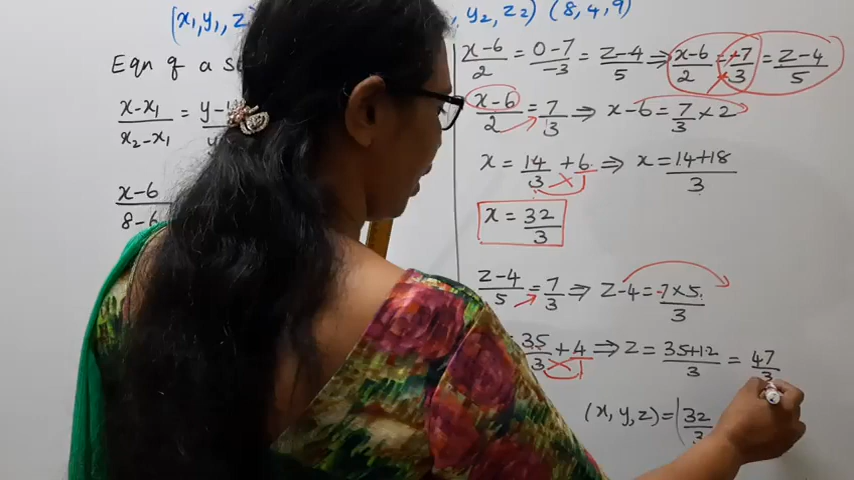 (x₁, y₁, z , y₂, z₂) (8, 4, 9)
Eqn of a s
(x-x₁)/(x₂-x₁) = y-y
(x-6)/(8-6
(x-6)/2 = (0-7)/-3 = (z-4)/5 ⇒ (x-6)/2 = -7/-3 = (z-4)/5
(x-6)/2 = 7/3 ⇒ x-6 = 7/3 × 2
x = 14/3 + 6/1 ⇒ x = (14+18)/3
x = 32/3
(z-4)/5 = 7/3 ⇒ z-4 = (7×5)/3
35/3 + 4/1 ⇒ z = (35+12)/3 = 47/3
(x, y, z) = (32/3